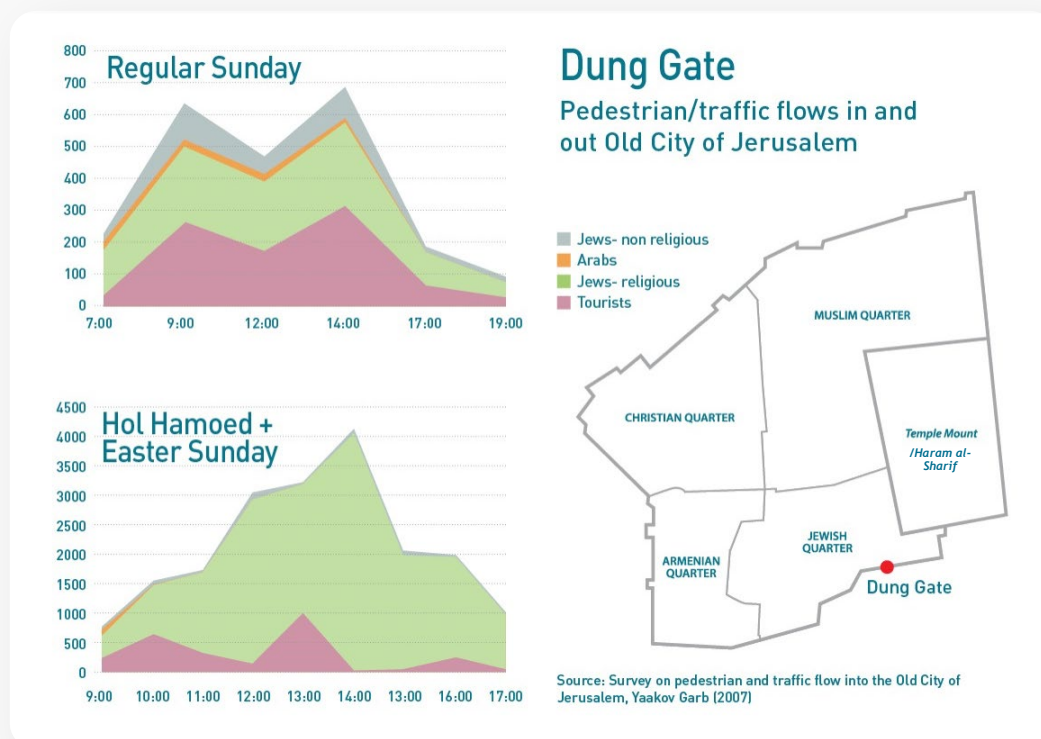 Regular Sunday
800
700
600
500
400
300
200
100
0
7:00 9:00 12:00 14:00 17:00 19:00
Hol Hamoed +
Easter Sunday
4500
4000
3500
3000
2500
2000
1500
1000
500
0
9:00 10:00 11:00 12:00 13:00 14:00 13:00 16:00 17:00
Dung Gate
Pedestrian/traffic flows in and
out Old City of Jerusalem
Jews- non religious
Arabs
Jews- religious
Tourists
MUSLIM QUARTER
CHRISTIAN QUARTER
Temple Mount
/Haram al-
Sharif
JEWISH
QUARTER
ARMENIAN
QUARTER
Dung Gate
Source: Survey on pedestrian and traffic flow into the Old City of
Jerusalem, Yaakov Garb (2007)